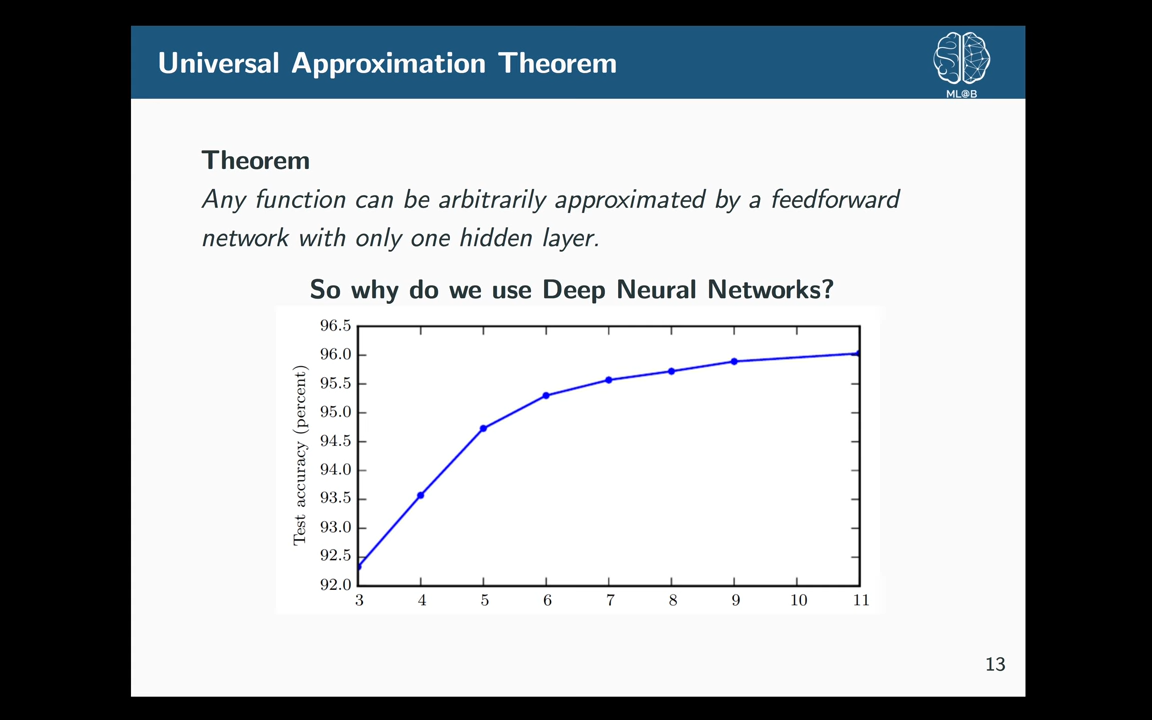 Universal Approximation Theorem
ML@B
Theorem
Any function can be arbitrarily approximated by a feedforward
network with only one hidden layer.
So why do we use Deep Neural Networks?
Test accuracy (percent)
96.5
96.0
95.5
95.0
94.5
94.0
93.5
93.0
92.5
92.0
3 4 5 6 7 8 9 10 11
13